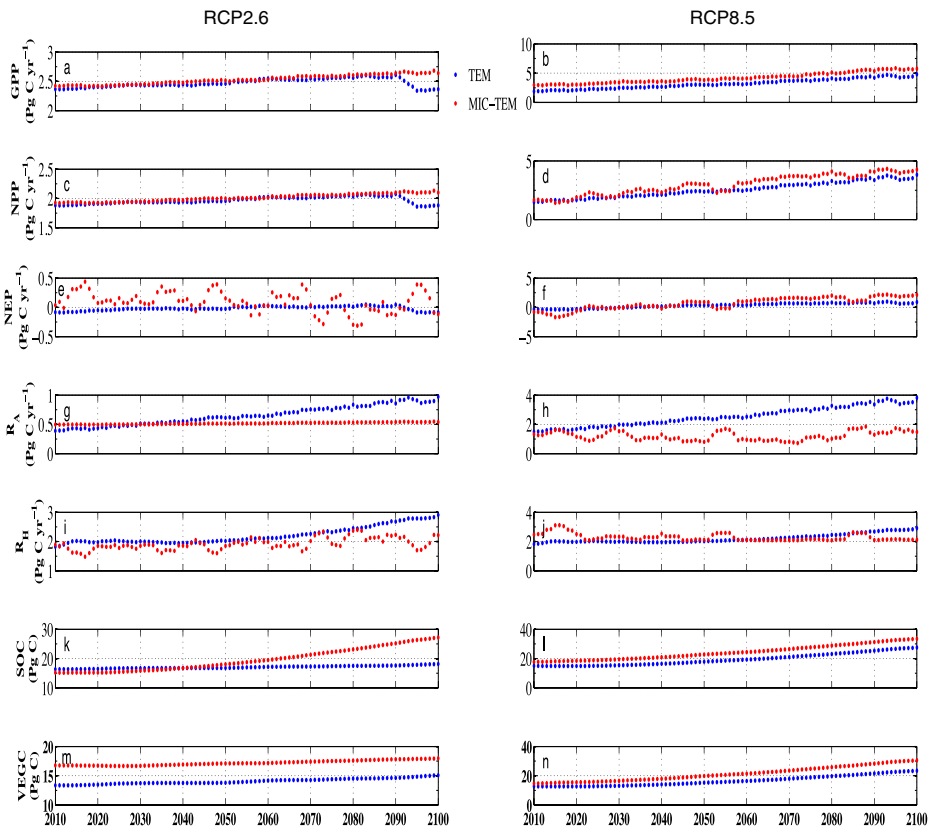 RCP2.6
RCP8.5
GPP
(Pg C yr−1)
3
2.5
2
a
TEM
MIC-TEM
10
5
0
b
2010 2020 2030 2040 2050 2060 2070 2080 2090 2100
2010 2020 2030 2040 2050 2060 2070 2080 2090 2100
NPP
(Pg C yr−1)
2.5
2
1.5
c
5
0
d
NEP
(Pg C yr−1)
0.5
0
−0.5
e
5
0
−5
f
RA
(Pg C yr−1)
1
0.5
0
g
4
2
0
h
RH
(Pg C yr−1)
3
2
1
i
4
2
0
j
SOC
(Pg C)
30
20
10
k
40
20
0
l
VEGC
(Pg C)
20
15
10
m
40
20
0
n